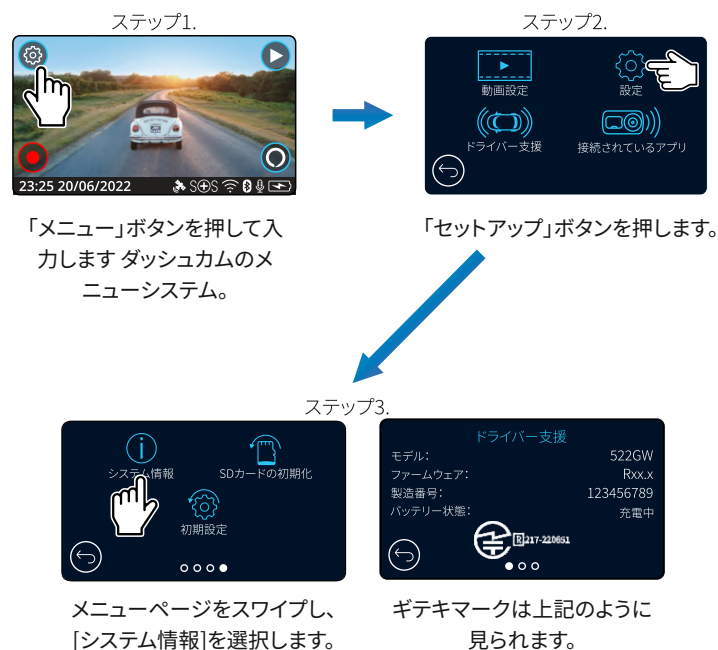 ステップ1.
23:25 20/06/2022
SOS
「メニュー」ボタンを押して入
力します ダッシュカムのメ
ニューシステム。
ステップ2.
動画設定
設定
ドライバー支援
接続されているアプリ
「セットアップ」ボタンを押します。
ステップ3.
システム情報
SDカードの初期化
初期設定
メニューページをスワイプし、
[システム情報]を選択します。
ドライバー支援
モデル: 522GW
ファームウェア: Rxx.x
製造番号: 123456789
バッテリー状態: 充電中
R 217-220651
ギテキマークは上記のように
見られます。